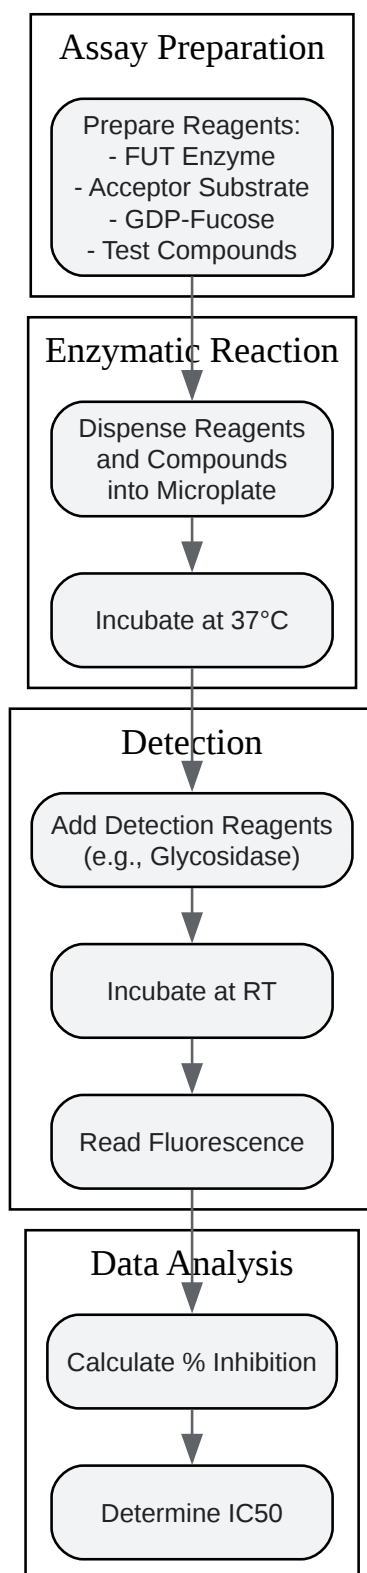 Assay Preparation
Prepare Reagents:
- FUT Enzyme
- Acceptor Substrate
- GDP-Fucose
- Test Compounds
Enzymatic Reaction
Dispense Reagents
and Compounds
into Microplate
Incubate at 37°C
Detection
Add Detection Reagents
(e.g., Glycosidase)
Incubate at RT
Read Fluorescence
Data Analysis
Calculate % Inhibition
Determine IC50